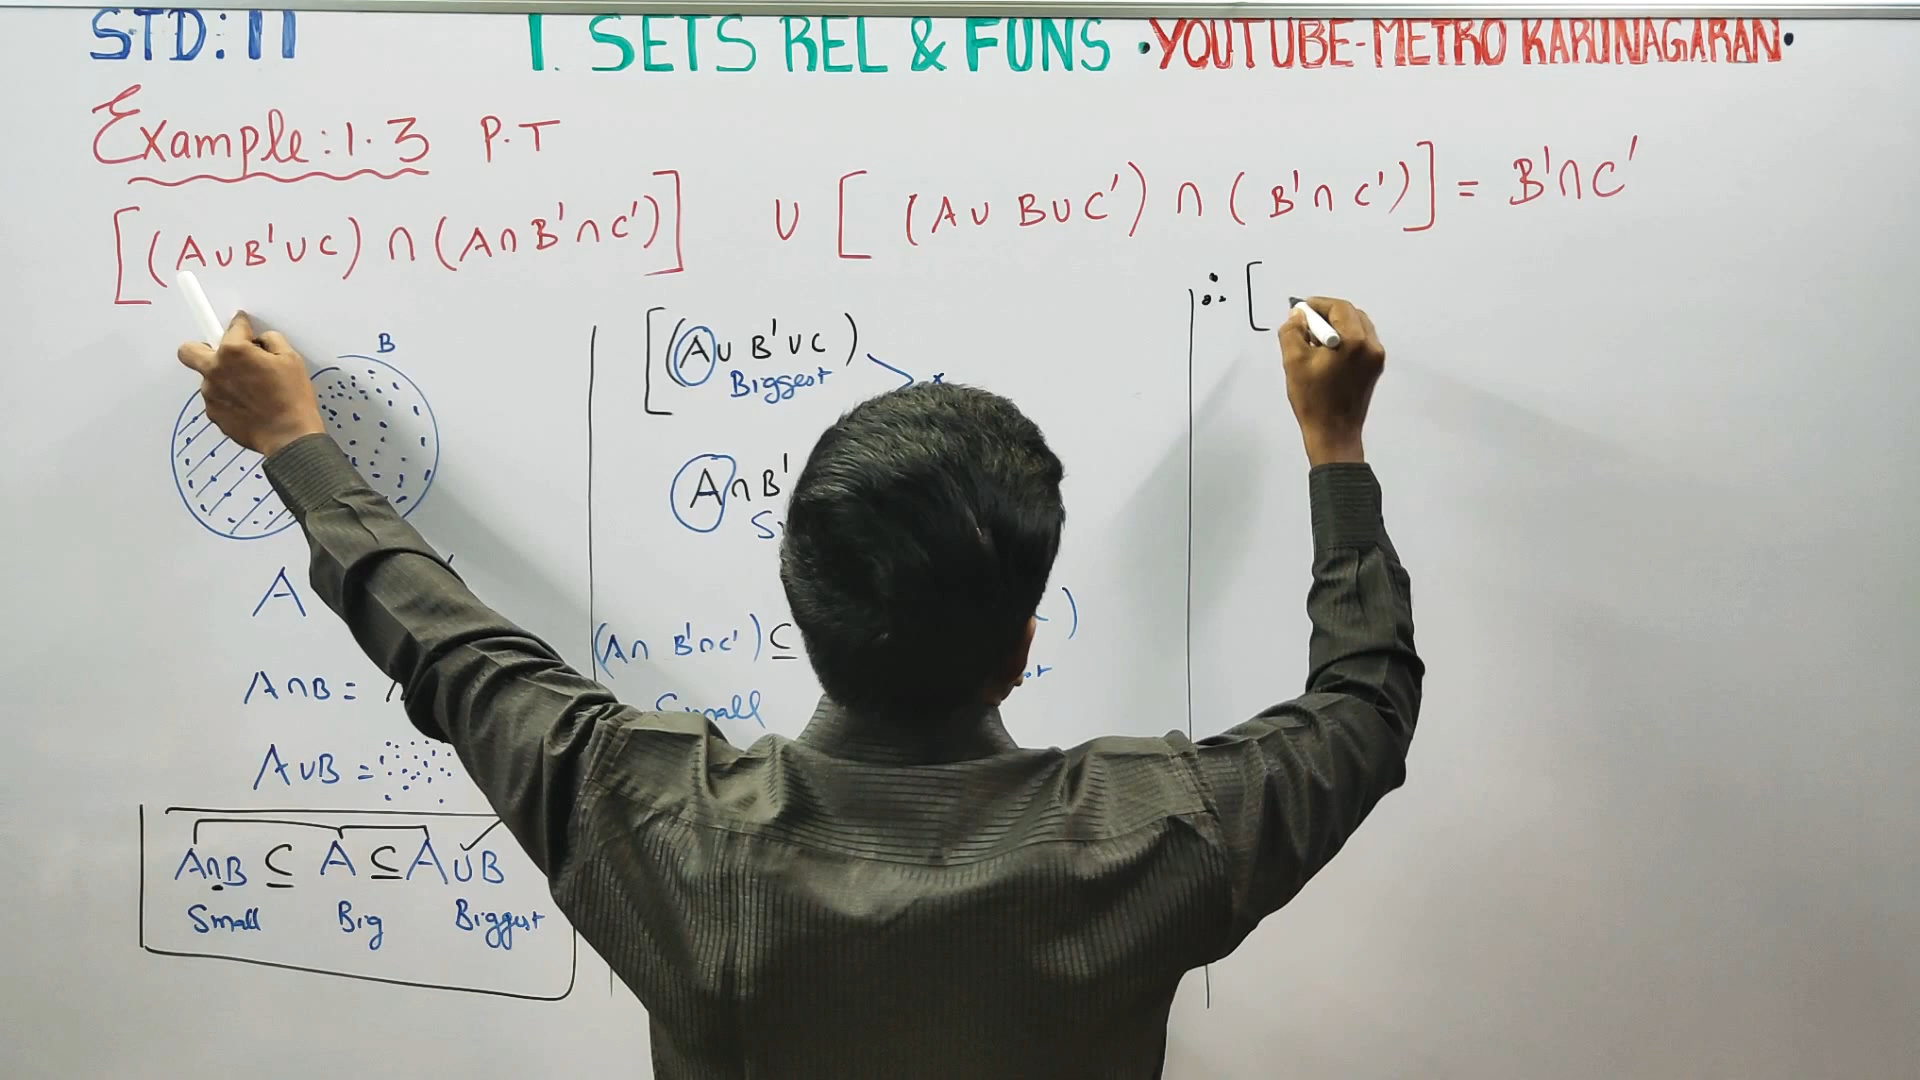 STD: 11 1. SETS REL & FUNS •YOUTUBE-METRO KARUNAGARAN•
Example: 1.3 P.T
[(A∪B'∪C) ∩ (A∩B'∩C')] ∪ [(A∪B∪C') ∩ (B'∩C')] = B'∩C'
B
A
A∩B =
A∪B =
A∩B ⊆ A ⊆ A∪B
Small Big Biggest
[(A∪B'∪C)
Biggest
A∩B'
(A∩B'∩C') ⊆ )
Small
∴ [